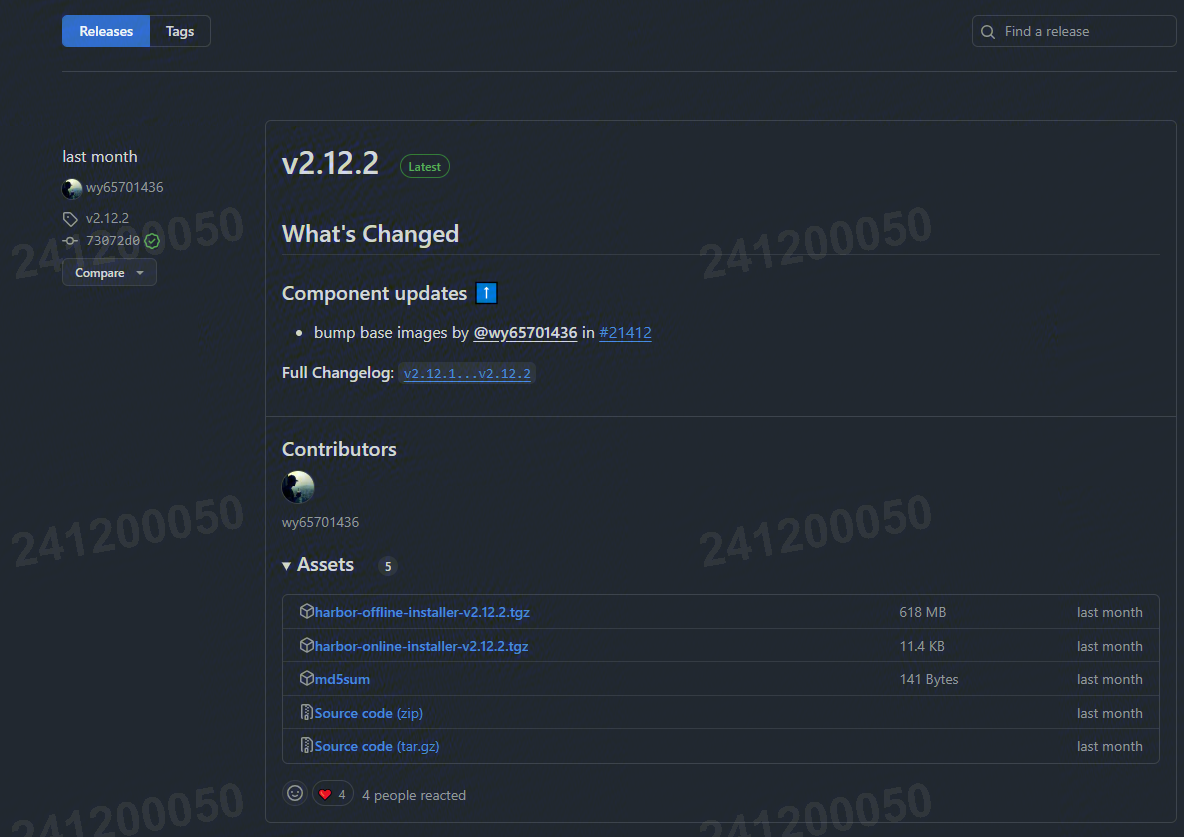 Releases Tags Find a release
last month
wy65701436
v2.12.2
73072d0
Compare
v2.12.2 Latest
What's Changed
Component updates ⬆️
• bump base images by @wy65701436 in #21412
Full Changelog: v2.12.1...v2.12.2
Contributors
wy65701436
Assets 5
harbor-offline-installer-v2.12.2.tgz 618 MB last month
harbor-online-installer-v2.12.2.tgz 11.4 KB last month
md5sum 141 Bytes last month
Source code (zip) last month
Source code (tar.gz) last month
❤️ 4 4 people reacted
241200050
241200050
241200050
241200050
241200050
241200050